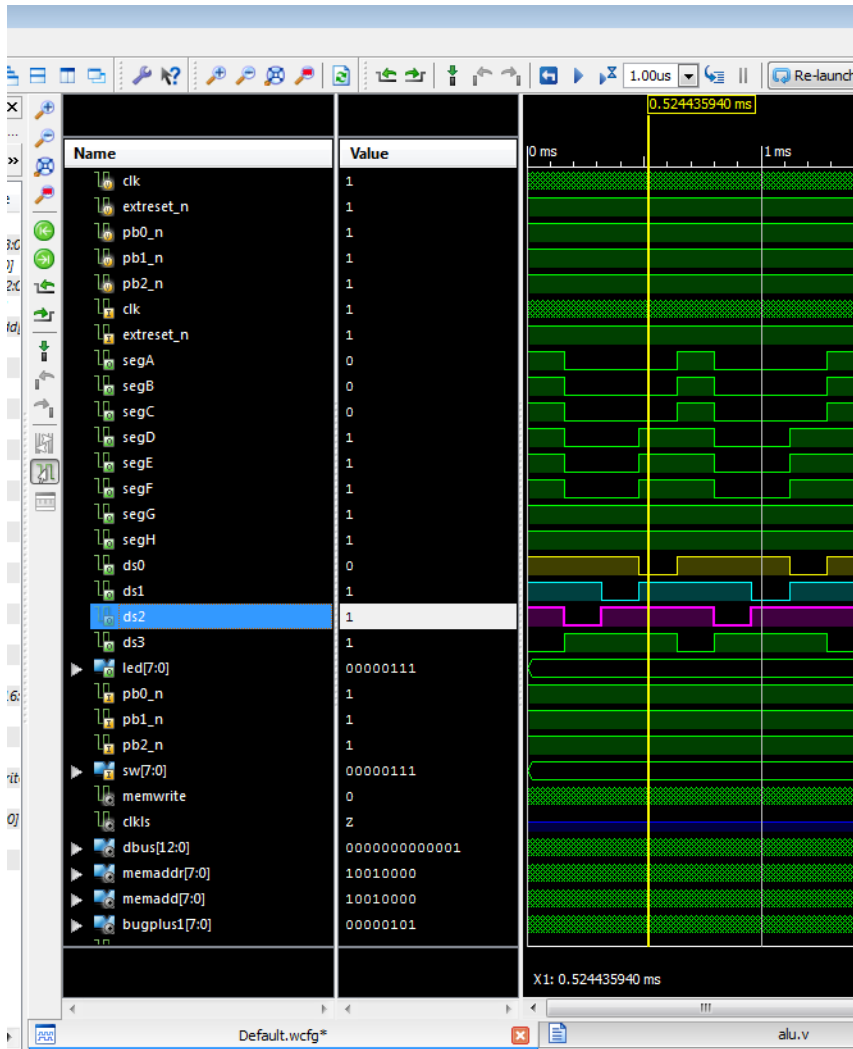 1.00us
Re-launch
0.524435940 ms
Name
Value
0 ms
1 ms
clk
1
extreset_n
1
pb0_n
1
pb1_n
1
pb2_n
1
clk
1
extreset_n
1
segA
0
segB
0
segC
0
segD
1
segE
1
segF
1
segG
1
segH
1
ds0
0
ds1
1
ds2
1
ds3
1
led[7:0]
00000111
pb0_n
1
pb1_n
1
pb2_n
1
sw[7:0]
00000111
memwrite
0
clkls
Z
dbus[12:0]
0000000000001
memaddr[7:0]
10010000
memadd[7:0]
10010000
bugplus1[7:0]
00000101
X1: 0.524435940 ms
Default.wcfg*
alu.v